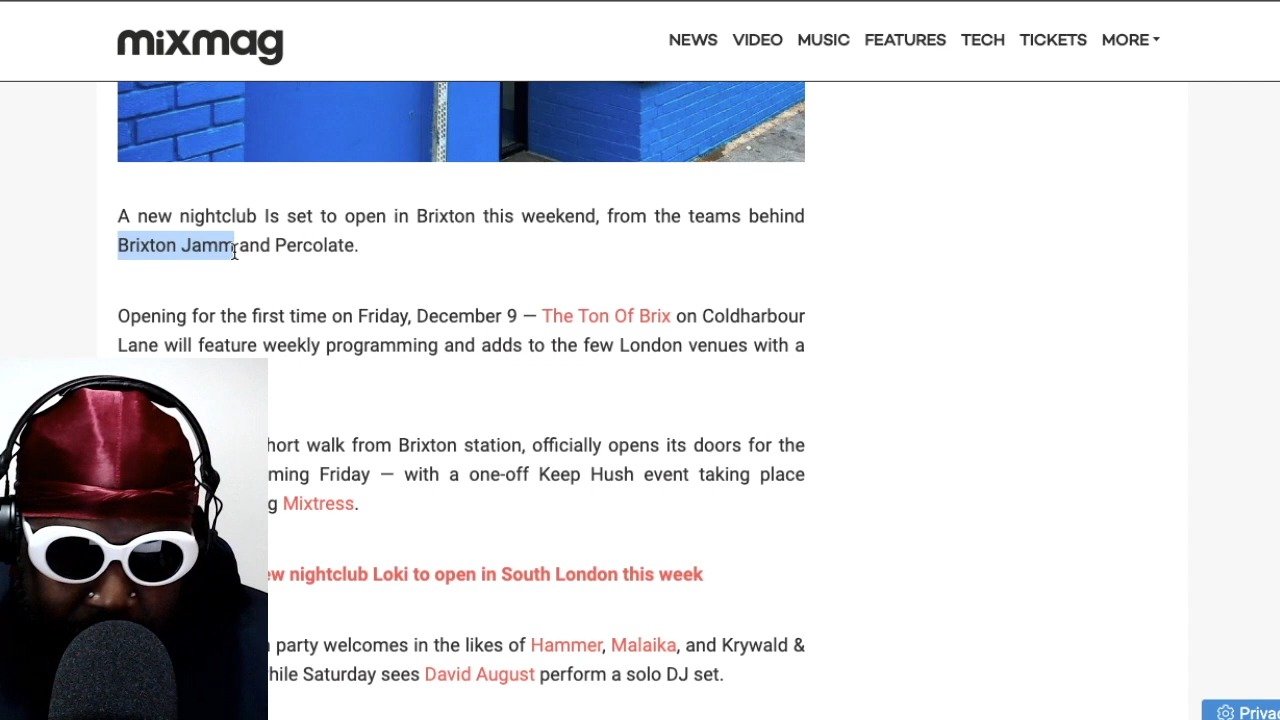 mixmag
NEWS VIDEO MUSIC FEATURES TECH TICKETS MORE
A new nightclub Is set to open in Brixton this weekend, from the teams behind
Brixton Jamm and Percolate.
Opening for the first time on Friday, December 9 — The Ton Of Brix on Coldharbour
Lane will feature weekly programming and adds to the few London venues with a
hort walk from Brixton station, officially opens its doors for the
ming Friday — with a one-off Keep Hush event taking place
g Mixtress.
ew nightclub Loki to open in South London this week
party welcomes in the likes of Hammer, Malaika, and Krywald &
hile Saturday sees David August perform a solo DJ set.
Privac